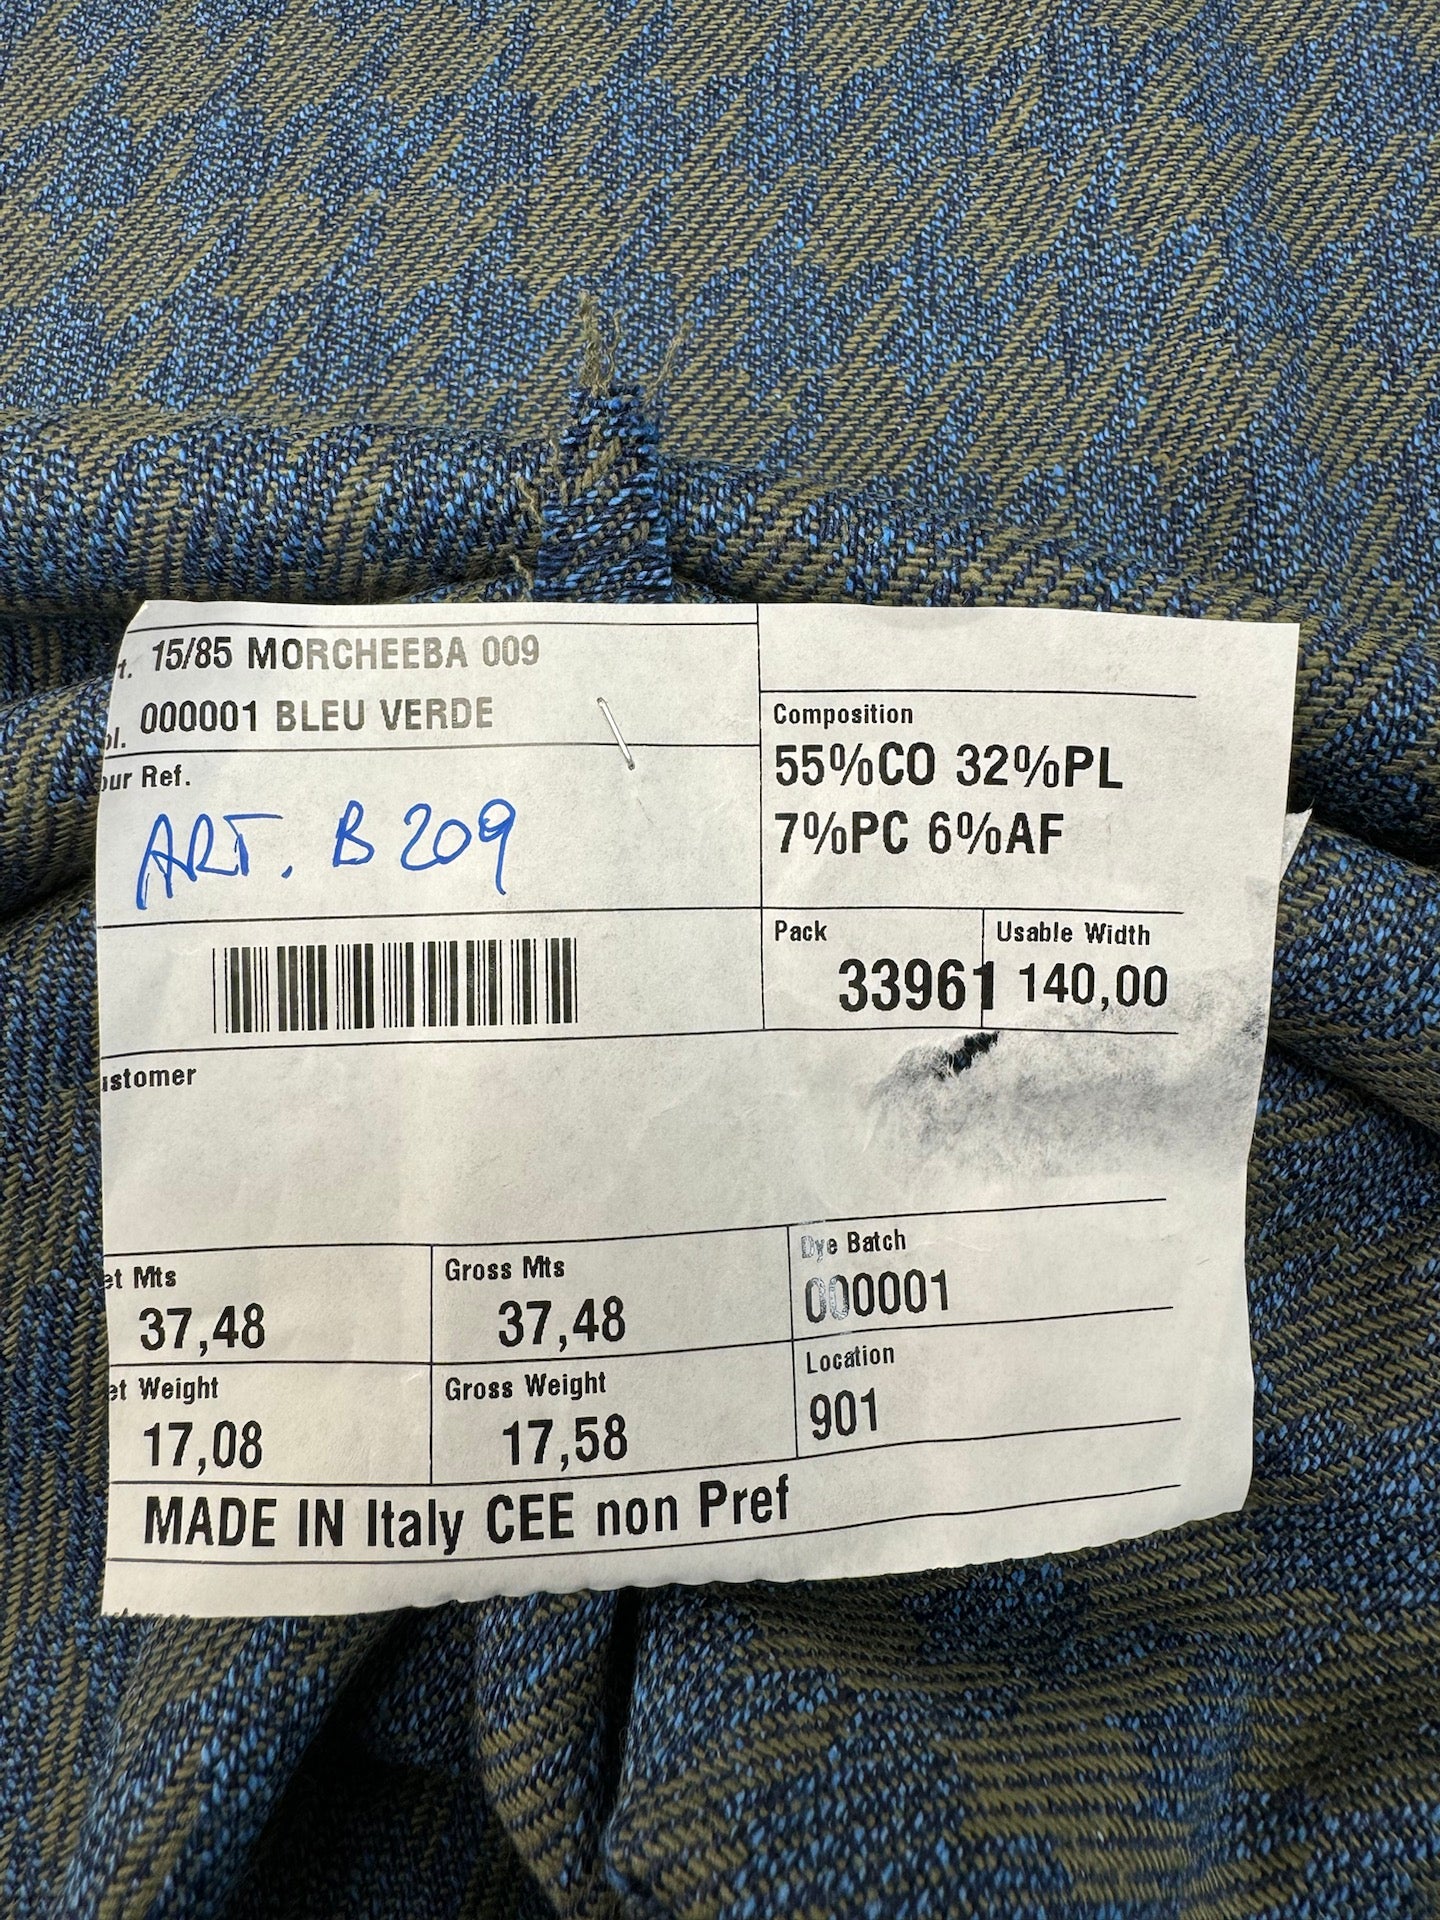 t. 15/85 MORCHEEBA 009
ol. 000001 BLEU VERDE
our Ref.
ART. B 209
Composition
55%CO 32%PL
7%PC 6%AF
Pack
33961
Usable Width
140,00
ustomer
et Mts
37,48
Gross Mts
37,48
Dye Batch
000001
et Weight
17,08
Gross Weight
17,58
Location
901
MADE IN Italy CEE non Pref